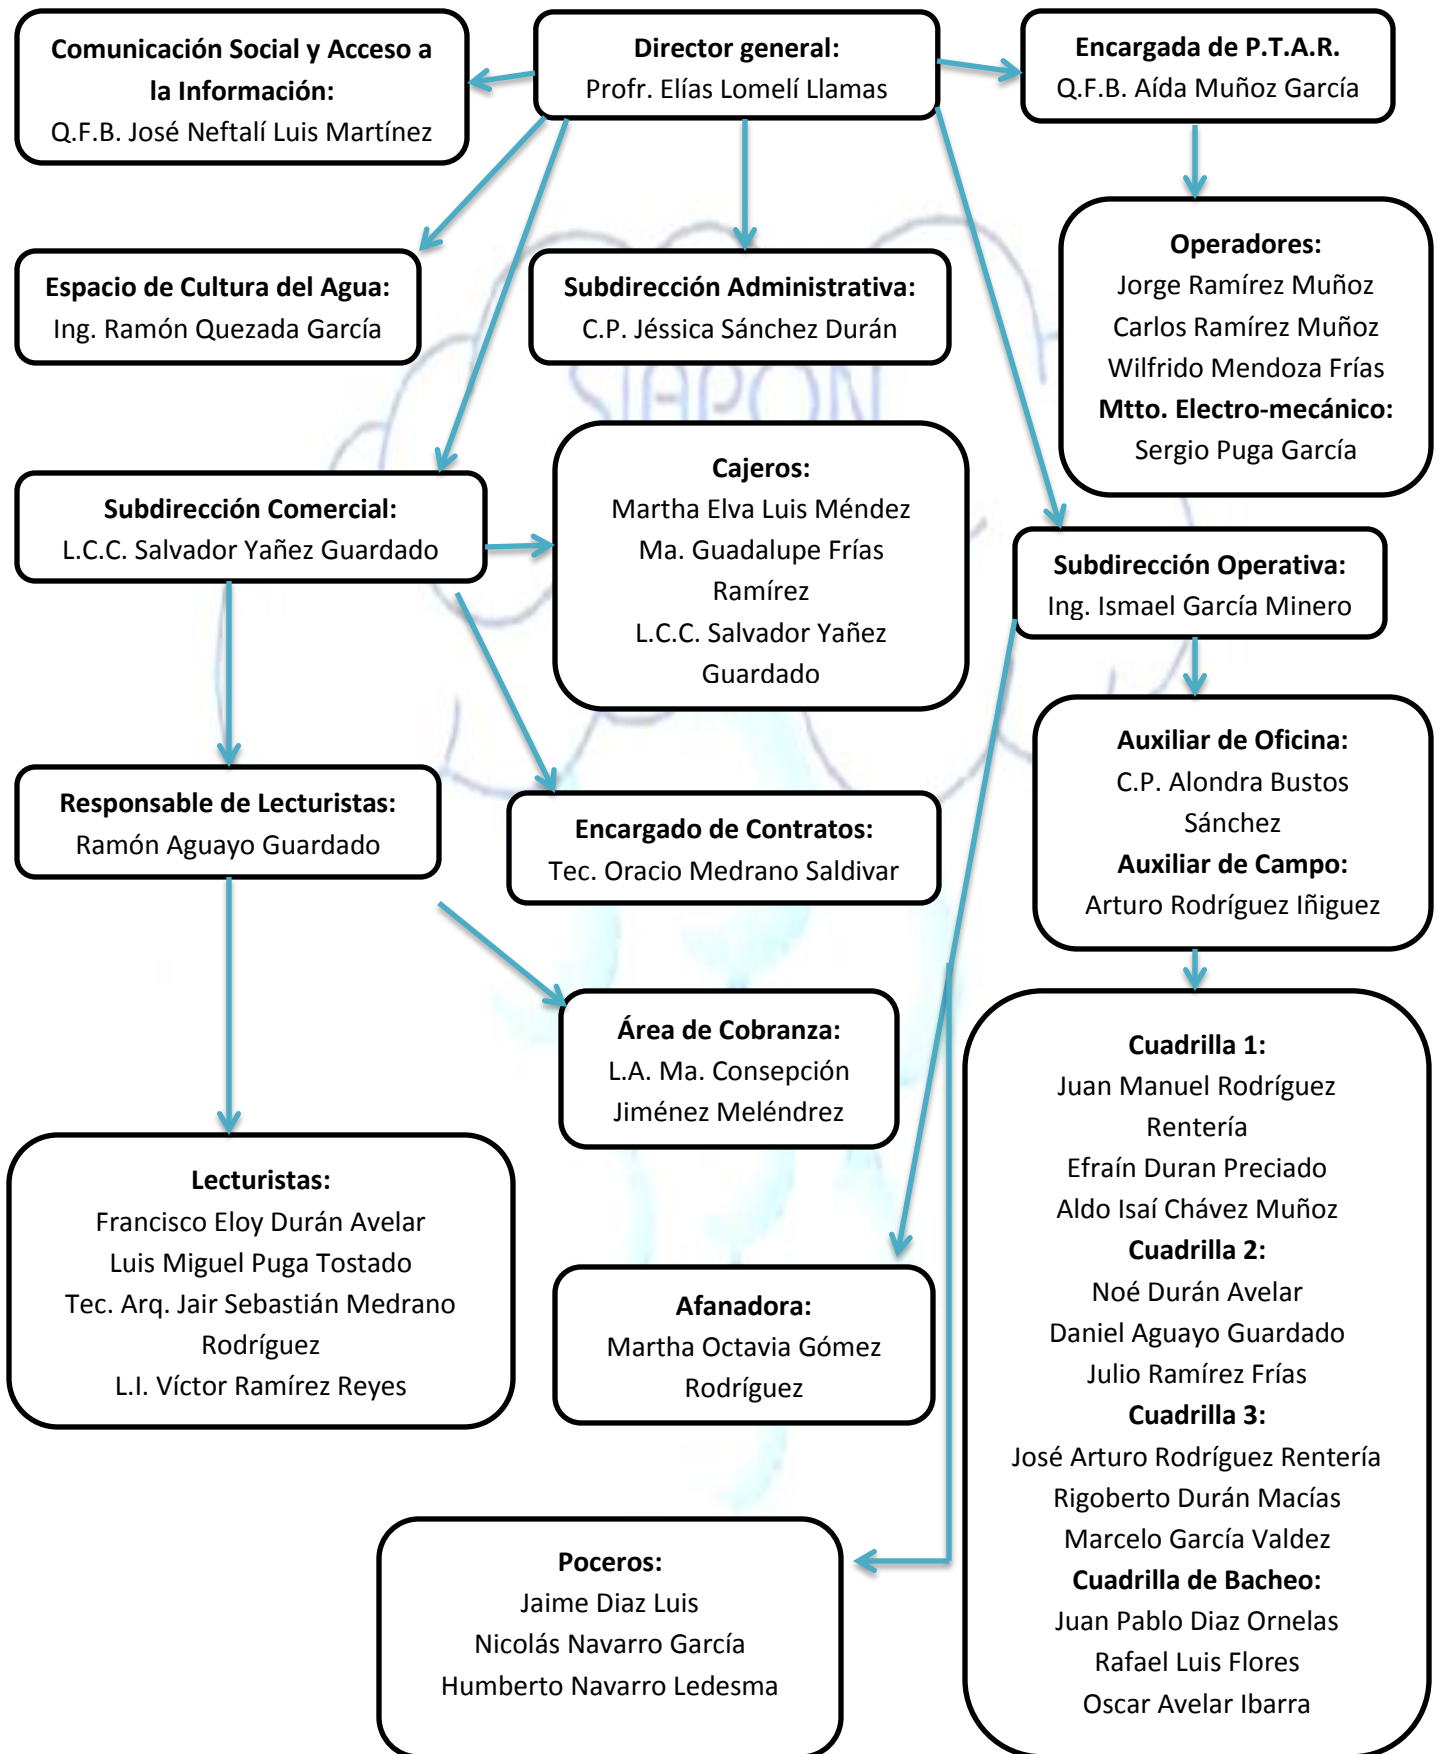 Comunicación Social y Acceso a
la Información:
Q.F.B. José Neftalí Luis Martínez
Director general:
Profr. Elías Lomelí Llamas
Encargada de P.T.A.R.
Q.F.B. Aída Muñoz García
Operadores:
Jorge Ramírez Muñoz
Carlos Ramírez Muñoz
Wilfrido Mendoza Frías
Mtto. Electro-mecánico:
Sergio Puga García
Espacio de Cultura del Agua:
Ing. Ramón Quezada García
Subdirección Administrativa:
C.P. Jéssica Sánchez Durán
SIAPON
Subdirección Comercial:
L.C.C. Salvador Yañez Guardado
Cajeros:
Martha Elva Luis Méndez
Ma. Guadalupe Frías
Ramírez
L.C.C. Salvador Yañez
Guardado
Subdirección Operativa:
Ing. Ismael García Minero
Auxiliar de Oficina:
C.P. Alondra Bustos
Sánchez
Auxiliar de Campo:
Arturo Rodríguez Iñiguez
Responsable de Lecturistas:
Ramón Aguayo Guardado
Encargado de Contratos:
Tec. Oracio Medrano Saldivar
Área de Cobranza:
L.A. Ma. Consepción
Jiménez Meléndrez
Cuadrilla 1:
Juan Manuel Rodríguez
Rentería
Efraín Duran Preciado
Aldo Isaí Chávez Muñoz
Cuadrilla 2:
Noé Durán Avelar
Daniel Aguayo Guardado
Julio Ramírez Frías
Cuadrilla 3:
José Arturo Rodríguez Rentería
Rigoberto Durán Macías
Marcelo García Valdez
Cuadrilla de Bacheo:
Juan Pablo Diaz Ornelas
Rafael Luis Flores
Oscar Avelar Ibarra
Lecturistas:
Francisco Eloy Durán Avelar
Luis Miguel Puga Tostado
Tec. Arq. Jair Sebastián Medrano
Rodríguez
L.I. Víctor Ramírez Reyes
Afanadora:
Martha Octavia Gómez
Rodríguez
Poceros:
Jaime Diaz Luis
Nicolás Navarro García
Humberto Navarro Ledesma